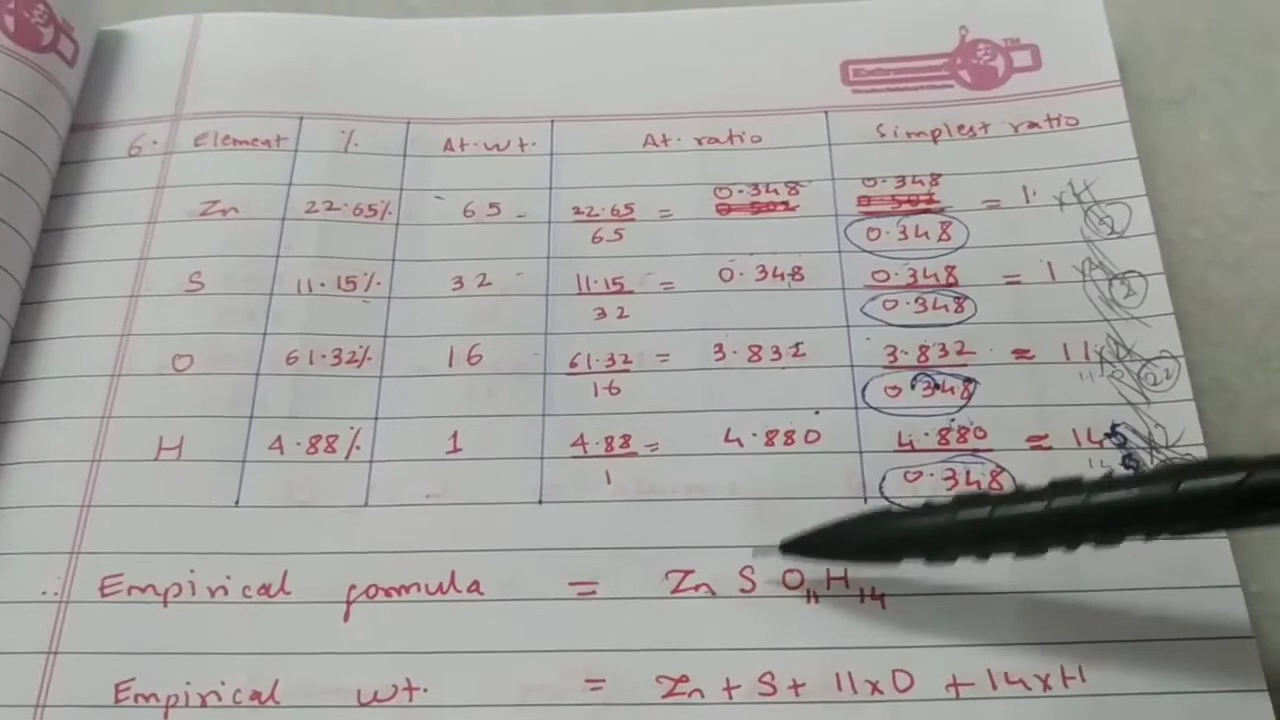 6. Element % At.wt. At. ratio Simplest ratio
0.348 0.348
Zn 22.65% 65 22.65 = = 1
65 0.348
S 11.15% 32 11.15 = 0.348 0.348 = 1
32 0.348
O 61.32% 16 61.32 = 3.832 3.832 ≈ 11
16 0.348
H 4.88% 1 4.88 = 4.880 4.880 ≈ 14
1 0.348
∴ Empirical formula = Zn S O11 H14
Empirical wt. = Zn + S + 11xO + 14xH